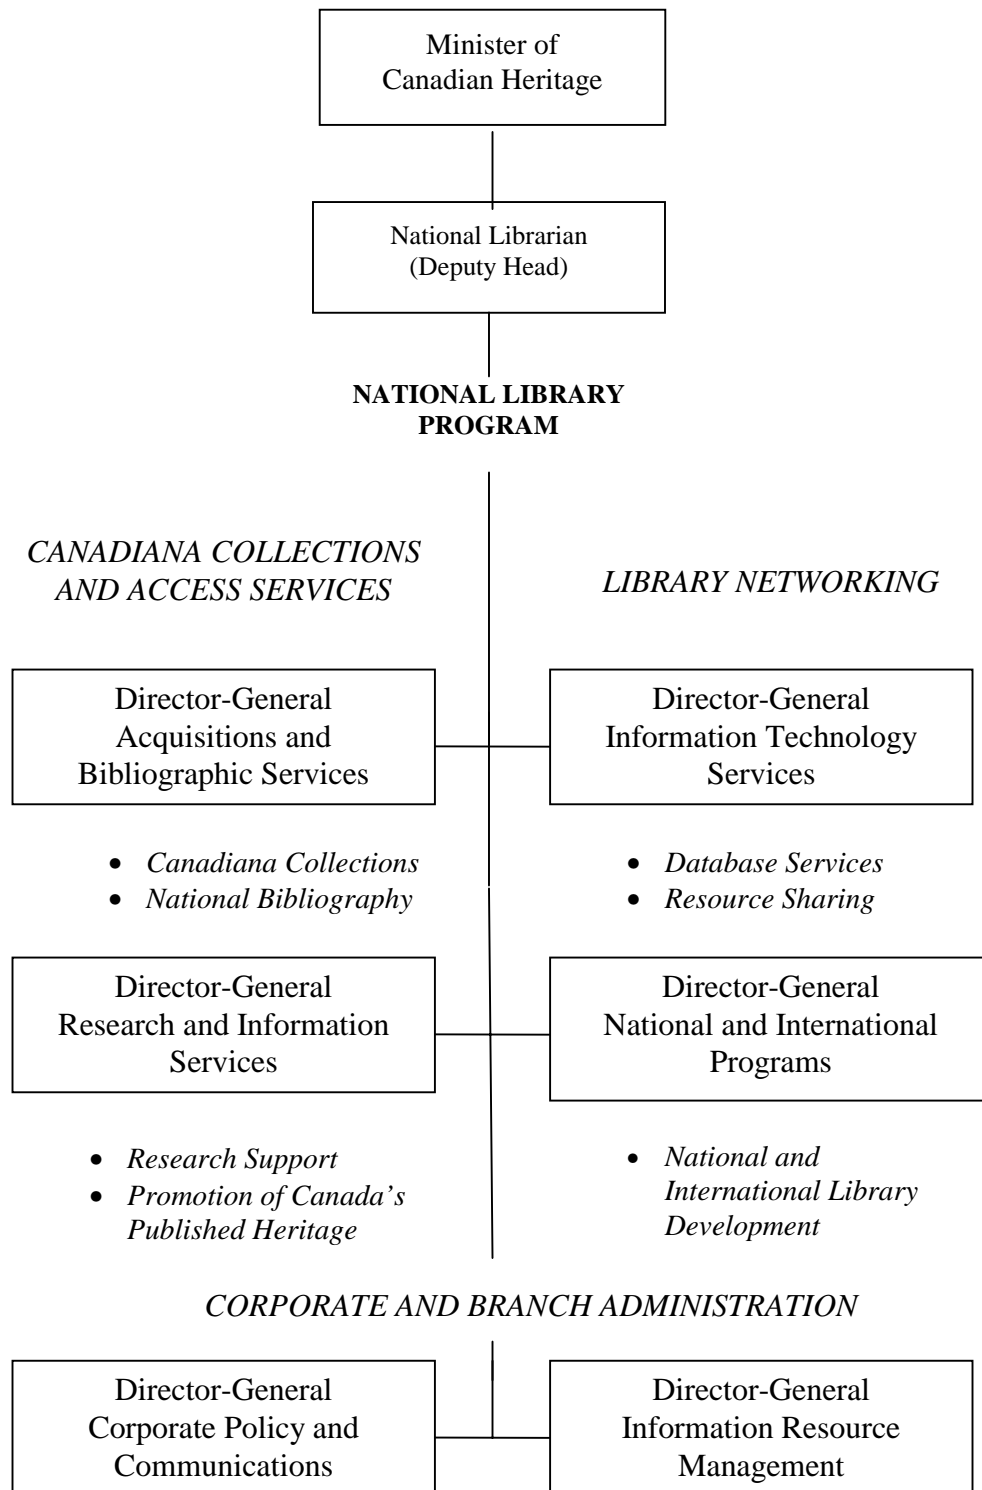 Minister of
Canadian Heritage
National Librarian
(Deputy Head)
NATIONAL LIBRARY
PROGRAM
CANADIANA COLLECTIONS
AND ACCESS SERVICES
LIBRARY NETWORKING
Director-General
Acquisitions and
Bibliographic Services
Director-General
Information Technology
Services
• Canadiana Collections
• National Bibliography
• Database Services
• Resource Sharing
Director-General
Research and Information
Services
Director-General
National and International
Programs
• Research Support
• Promotion of Canada’s
Published Heritage
• National and
International Library
Development
CORPORATE AND BRANCH ADMINISTRATION
Director-General
Corporate Policy and
Communications
Director-General
Information Resource
Management